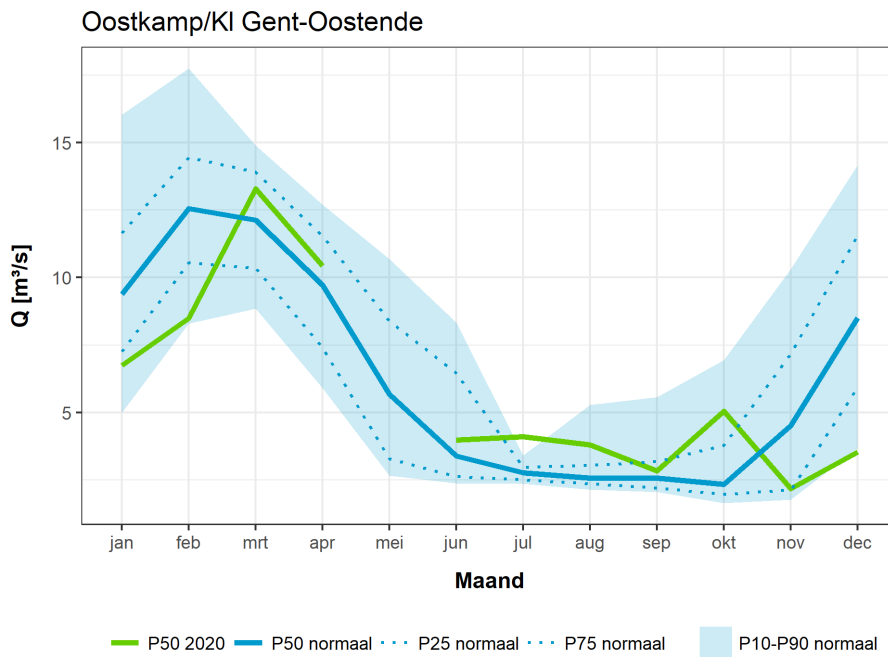 Oostkamp/Kl Gent-Oostende
Q [m³/s]
15
10
5
jan feb mrt apr mei jun jul aug sep okt nov dec
Maand
P50 2020 P50 normaal P25 normaal P75 normaal P10-P90 normaal